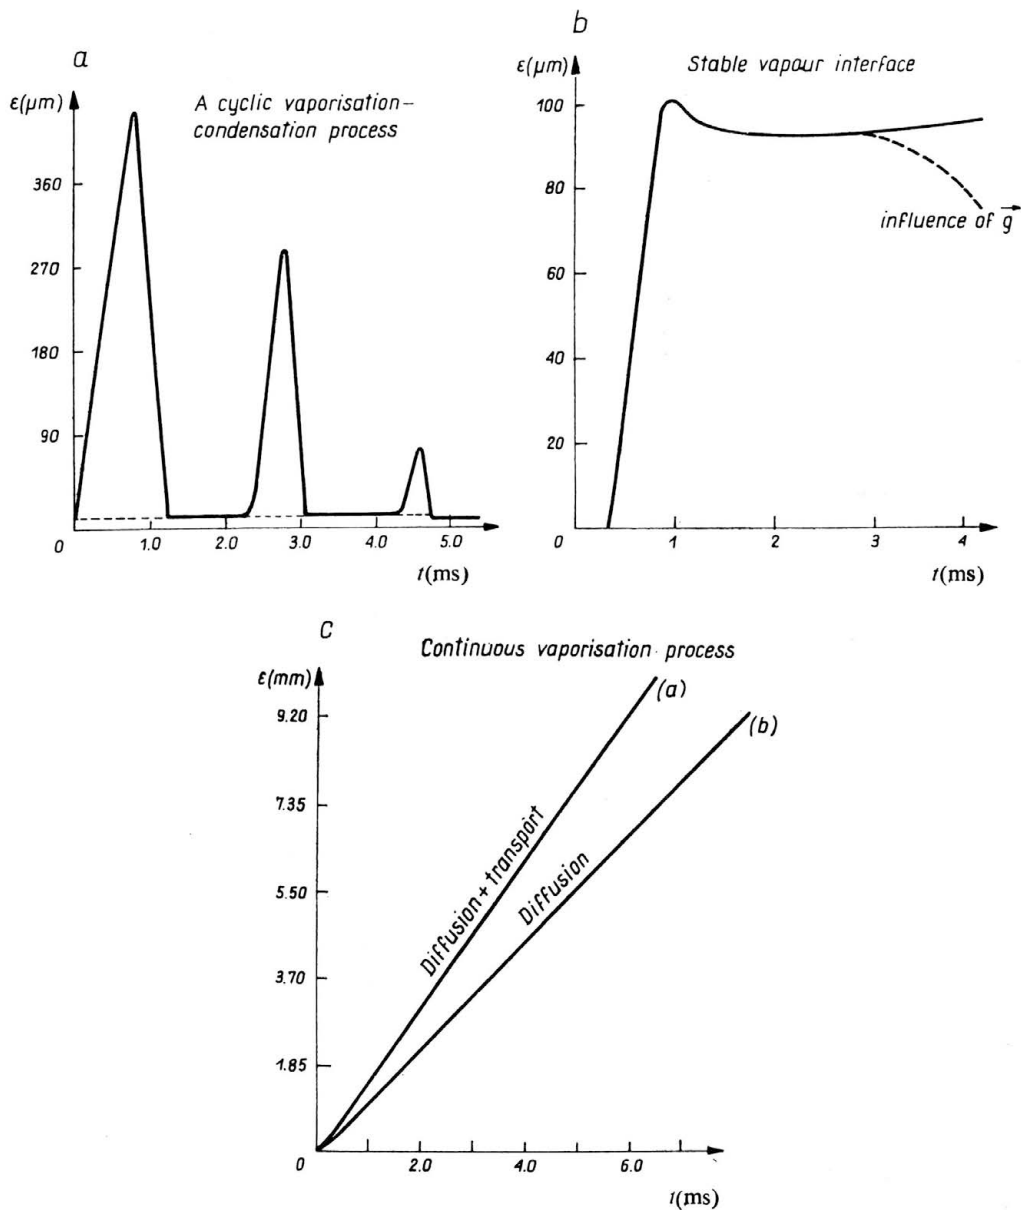 a
ε(μm)
A cyclic vaporisation–
condensation process
360
270
180
90
0
1.0
2.0
3.0
4.0
5.0
t(ms)
b
ε(μm)
Stable vapour interface
100
80
60
40
20
influence of g
0
1
2
3
4
t(ms)
c
Continuous vaporisation process
ε(mm)
(a)
(b)
9.20
7.35
5.50
3.70
1.85
Diffusion + transport
Diffusion
0
2.0
4.0
6.0
t(ms)